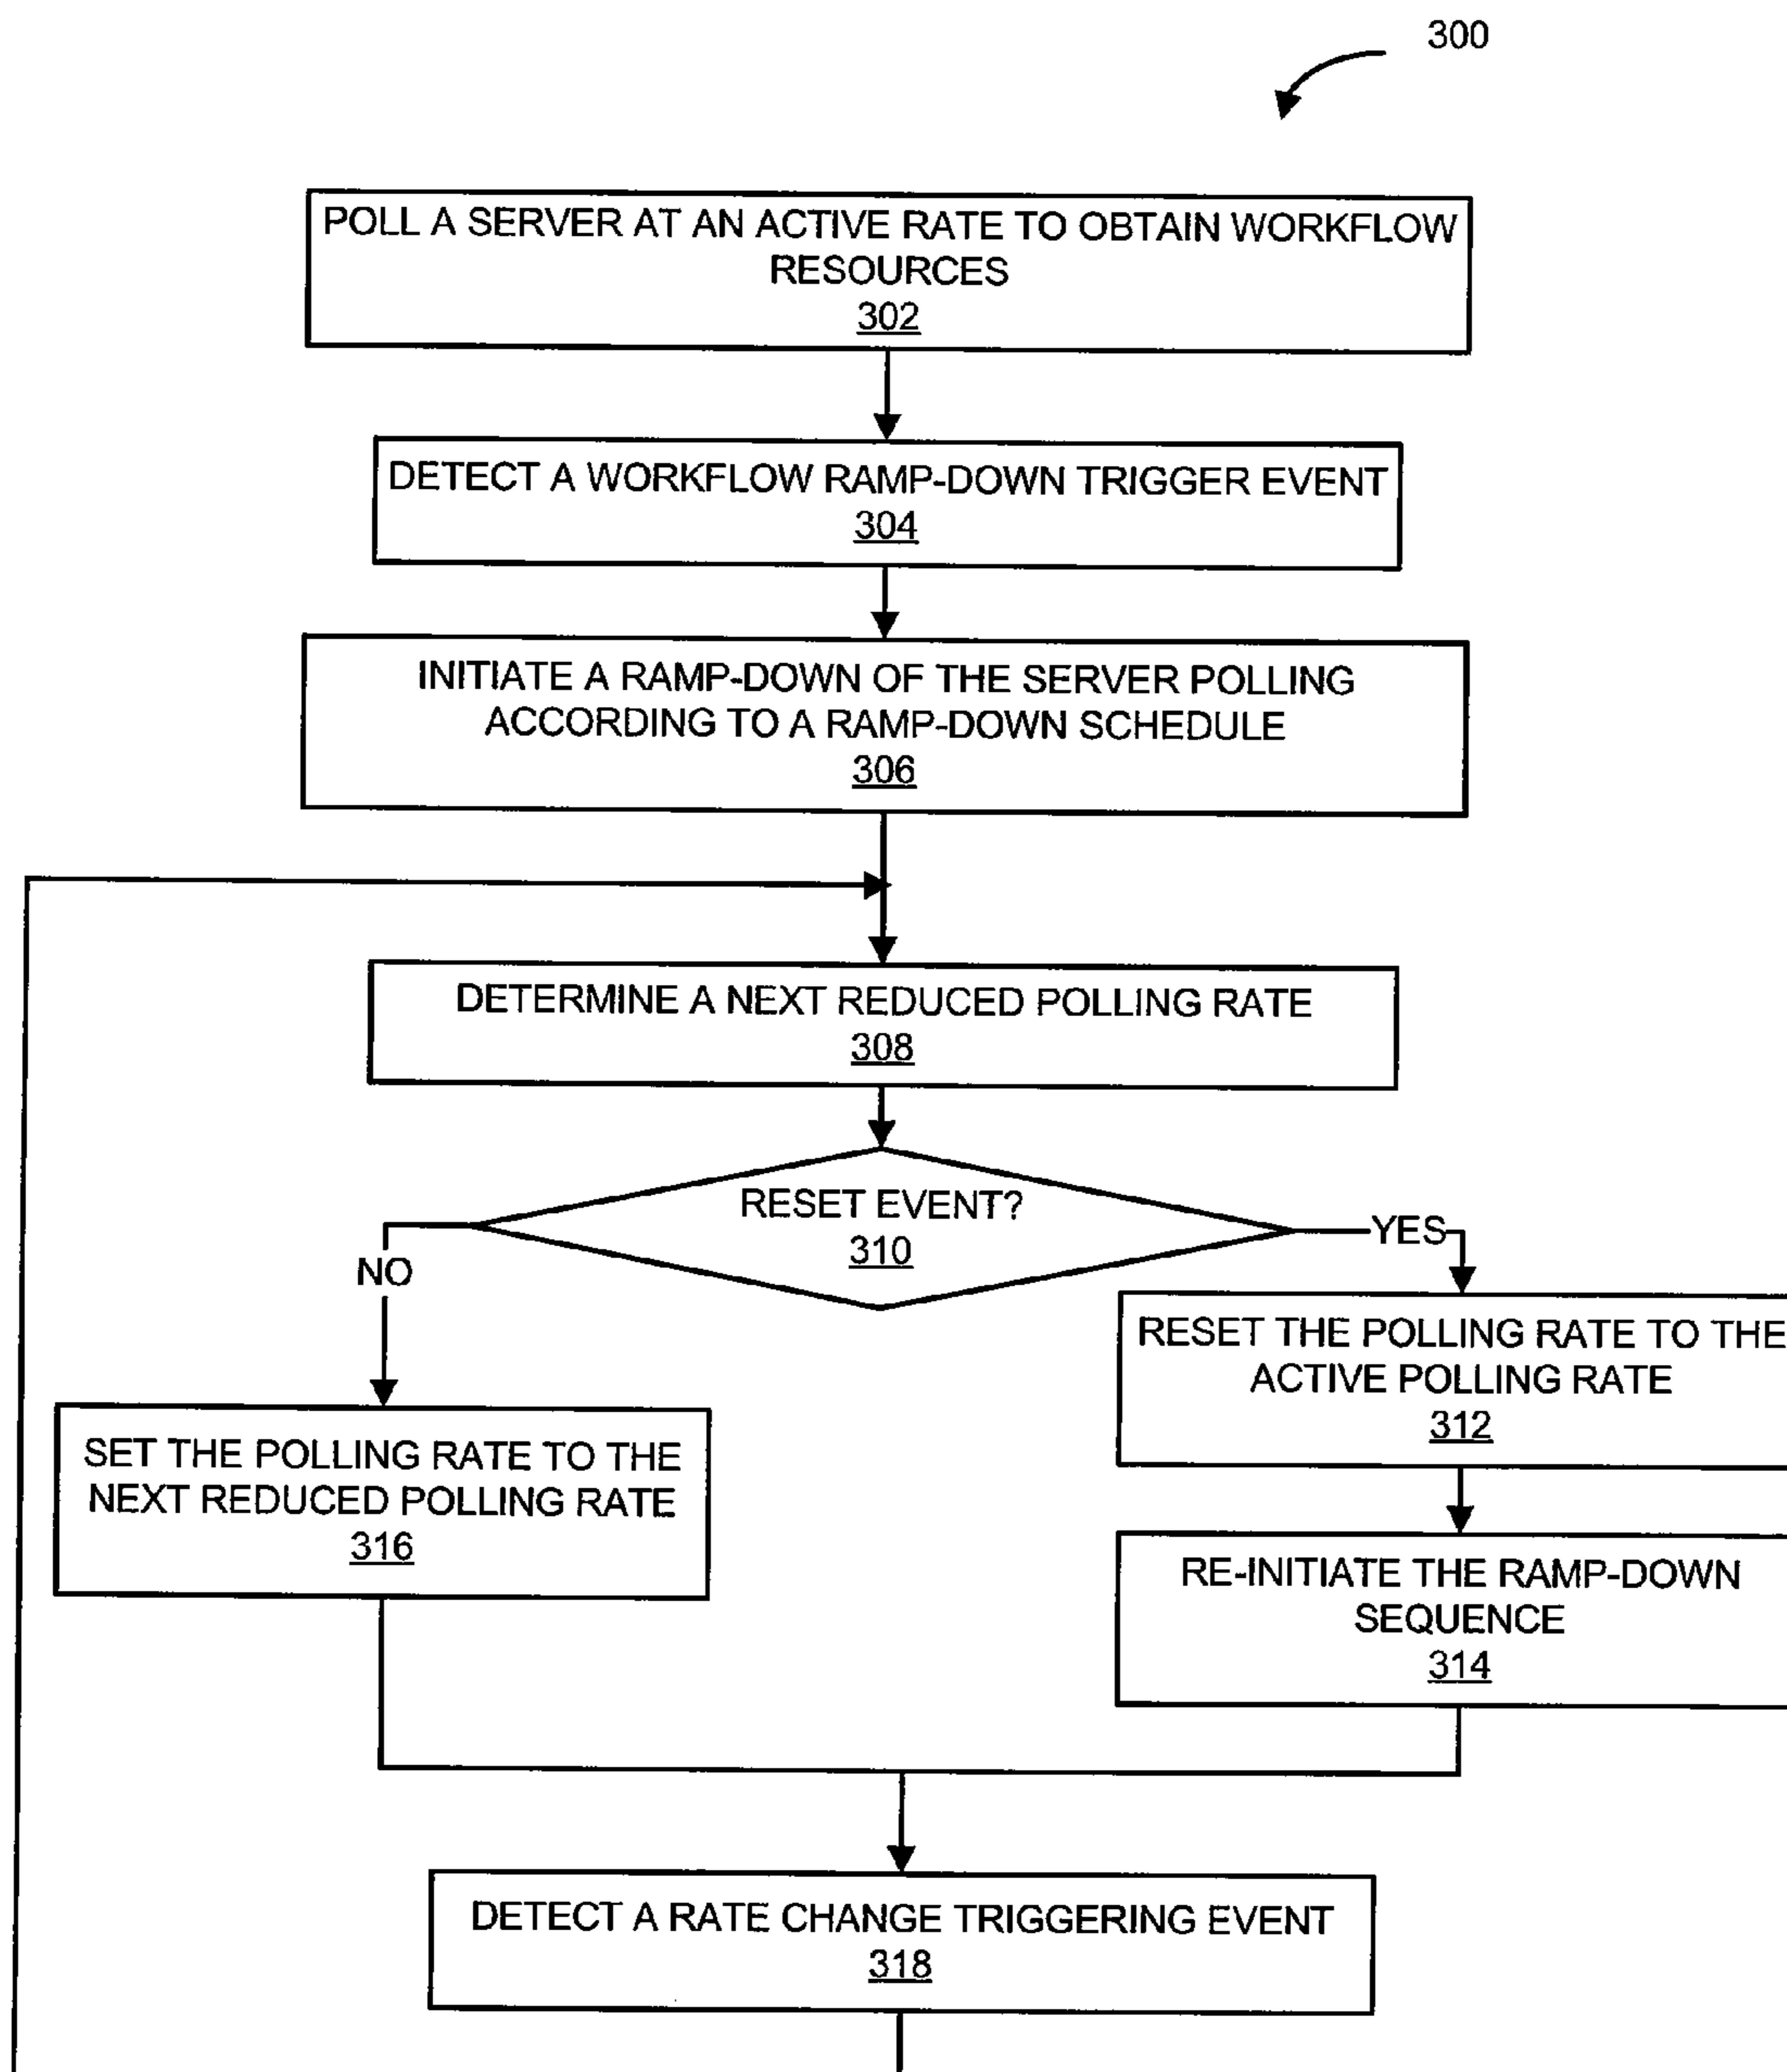 300
POLL A SERVER AT AN ACTIVE RATE TO OBTAIN WORKFLOW
RESOURCES
302
DETECT A WORKFLOW RAMP-DOWN TRIGGER EVENT
304
INITIATE A RAMP-DOWN OF THE SERVER POLLING
ACCORDING TO A RAMP-DOWN SCHEDULE
306
DETERMINE A NEXT REDUCED POLLING RATE
308
RESET EVENT?
310
YES
NO
RESET THE POLLING RATE TO THE
ACTIVE POLLING RATE
312
SET THE POLLING RATE TO THE
NEXT REDUCED POLLING RATE
316
RE-INITIATE THE RAMP-DOWN
SEQUENCE
314
DETECT A RATE CHANGE TRIGGERING EVENT
318